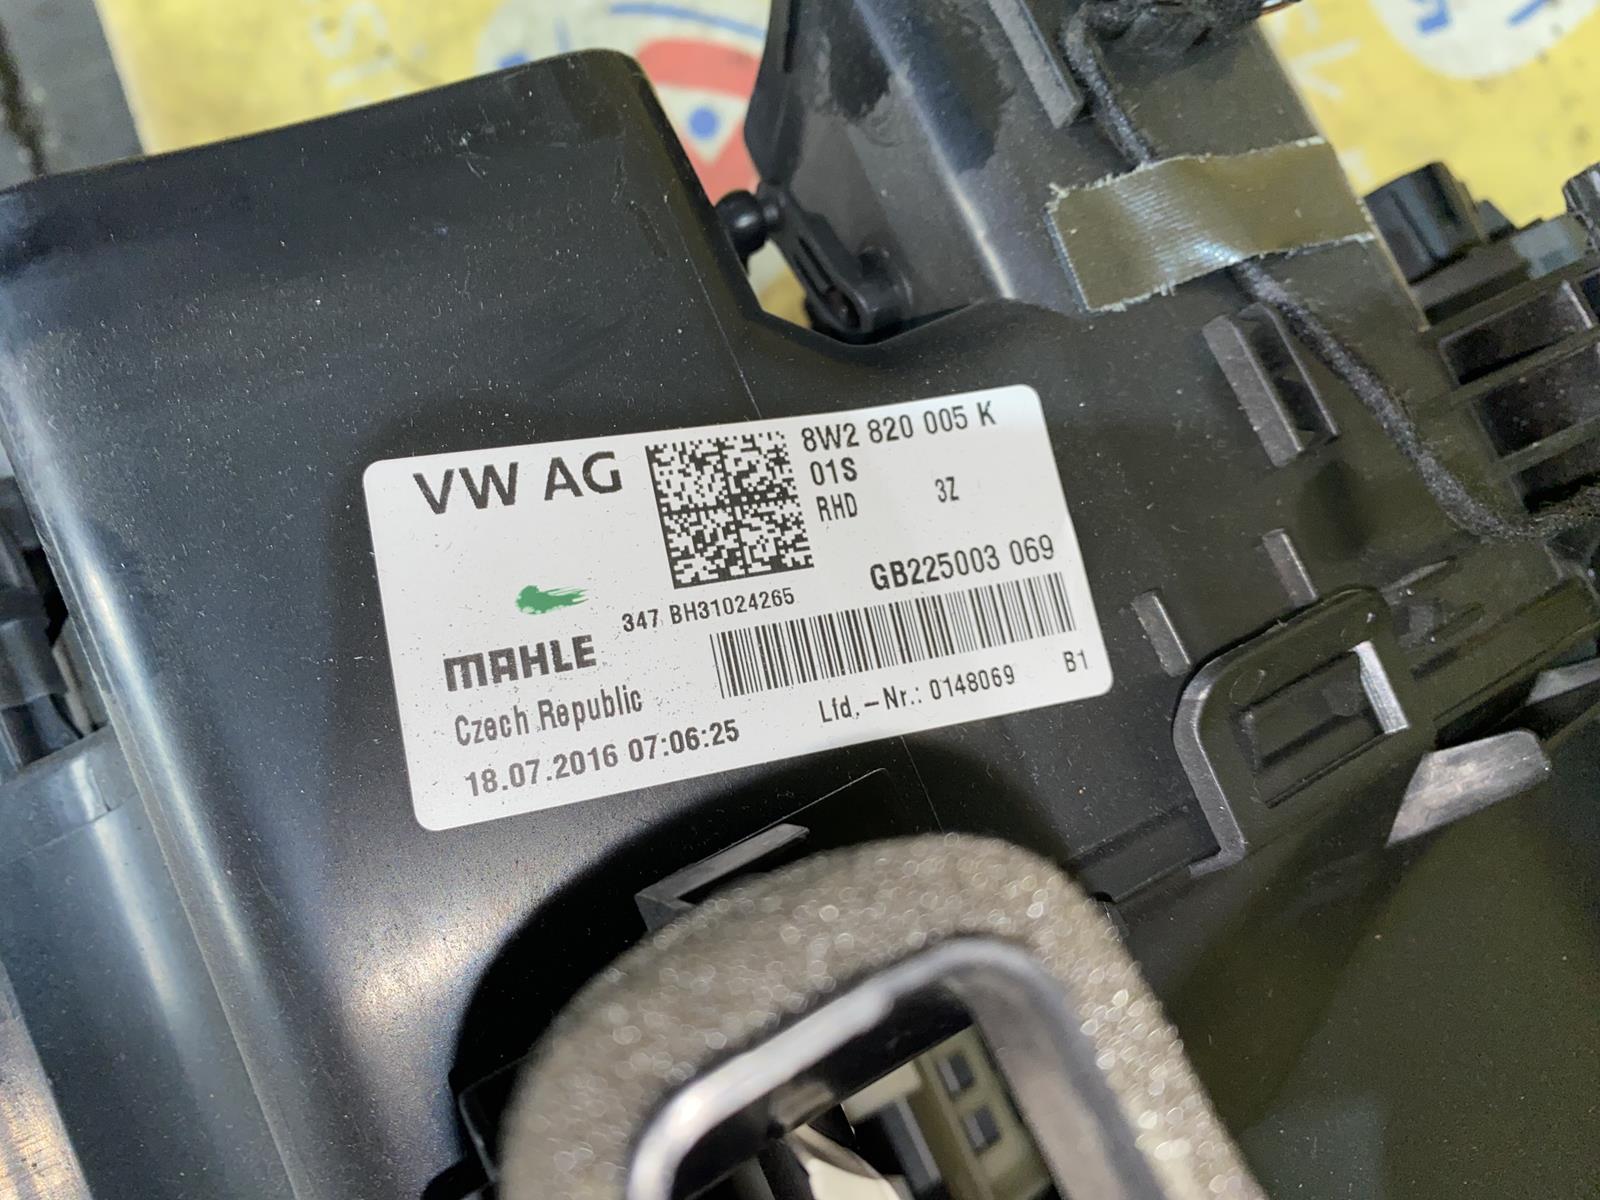 VW AG
8W2 820 005 K
01S
RHD 3Z
GB225003 069
347 BH31024265
MAHLE
Czech Republic
18.07.2016 07:06:25
Lfd.-Nr.: 0148069 B1